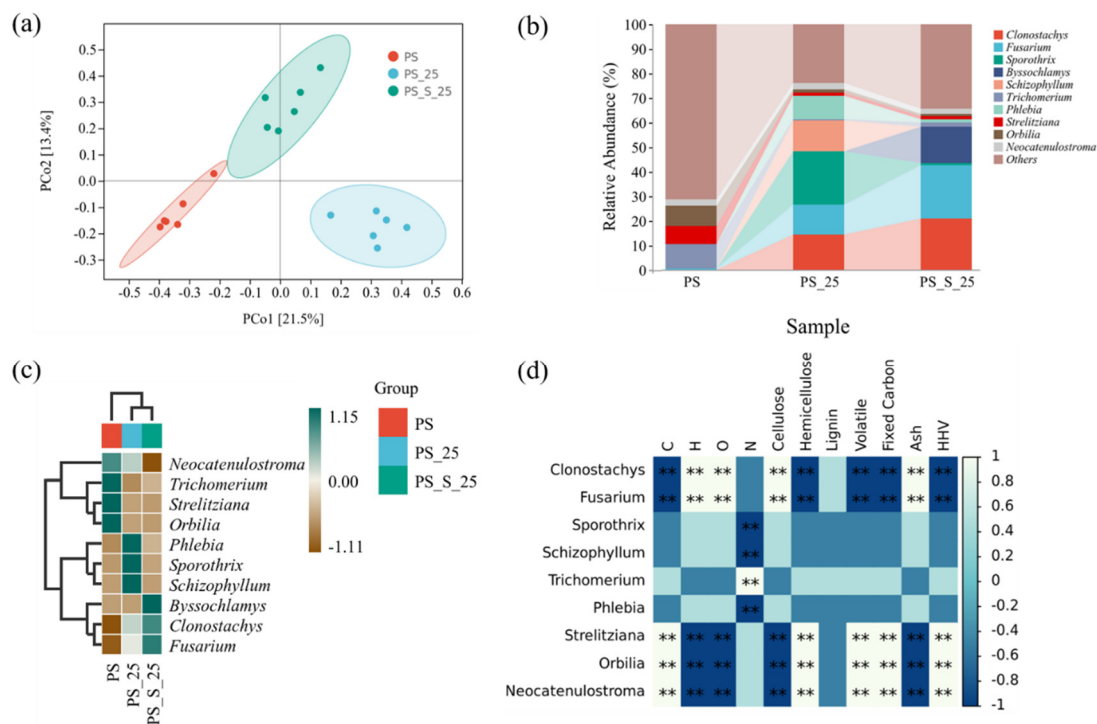 (a)
0.5
0.4
0.3
0.2
0.1
0.0
-0.1
-0.2
-0.3
PCo2 [13.4%]
PS
PS_25
PS_S_25
-0.5 -0.4 -0.3 -0.2 -0.1 0.0 0.1 0.2 0.3 0.4 0.5 0.6
PCo1 [21.5%]
(b)
Relative Abundance (%)
100
90
80
70
60
50
40
30
20
10
0
PS PS_25 PS_S_25
Sample
Clonostachys
Fusarium
Sporothrix
Byssochlamys
Schizophyllum
Trichomerium
Phlebia
Strelitziana
Orbilia
Neocatenulostroma
Others
(c)
Neocatenulostroma
Trichomerium
Strelitziana
Orbilia
Phlebia
Sporothrix
Schizophyllum
Byssochlamys
Clonostachys
Fusarium
PS
PS_25
PS_S_25
1.15
0.00
-1.11
Group
PS
PS_25
PS_S_25
(d)
C H O N Cellulose Hemicellulose Lignin Volatile Fixed Carbon Ash HHV
Clonostachys ** ** ** ** ** ** ** ** **
Fusarium ** ** ** ** ** ** ** ** **
Sporothrix **
Schizophyllum **
Trichomerium **
Phlebia **
Strelitziana ** ** ** ** ** ** ** ** **
Orbilia ** ** ** ** ** ** ** ** **
Neocatenulostroma ** ** ** ** ** ** ** ** **
1
0.8
0.6
0.4
0.2
0
-0.2
-0.4
-0.6
-0.8
-1